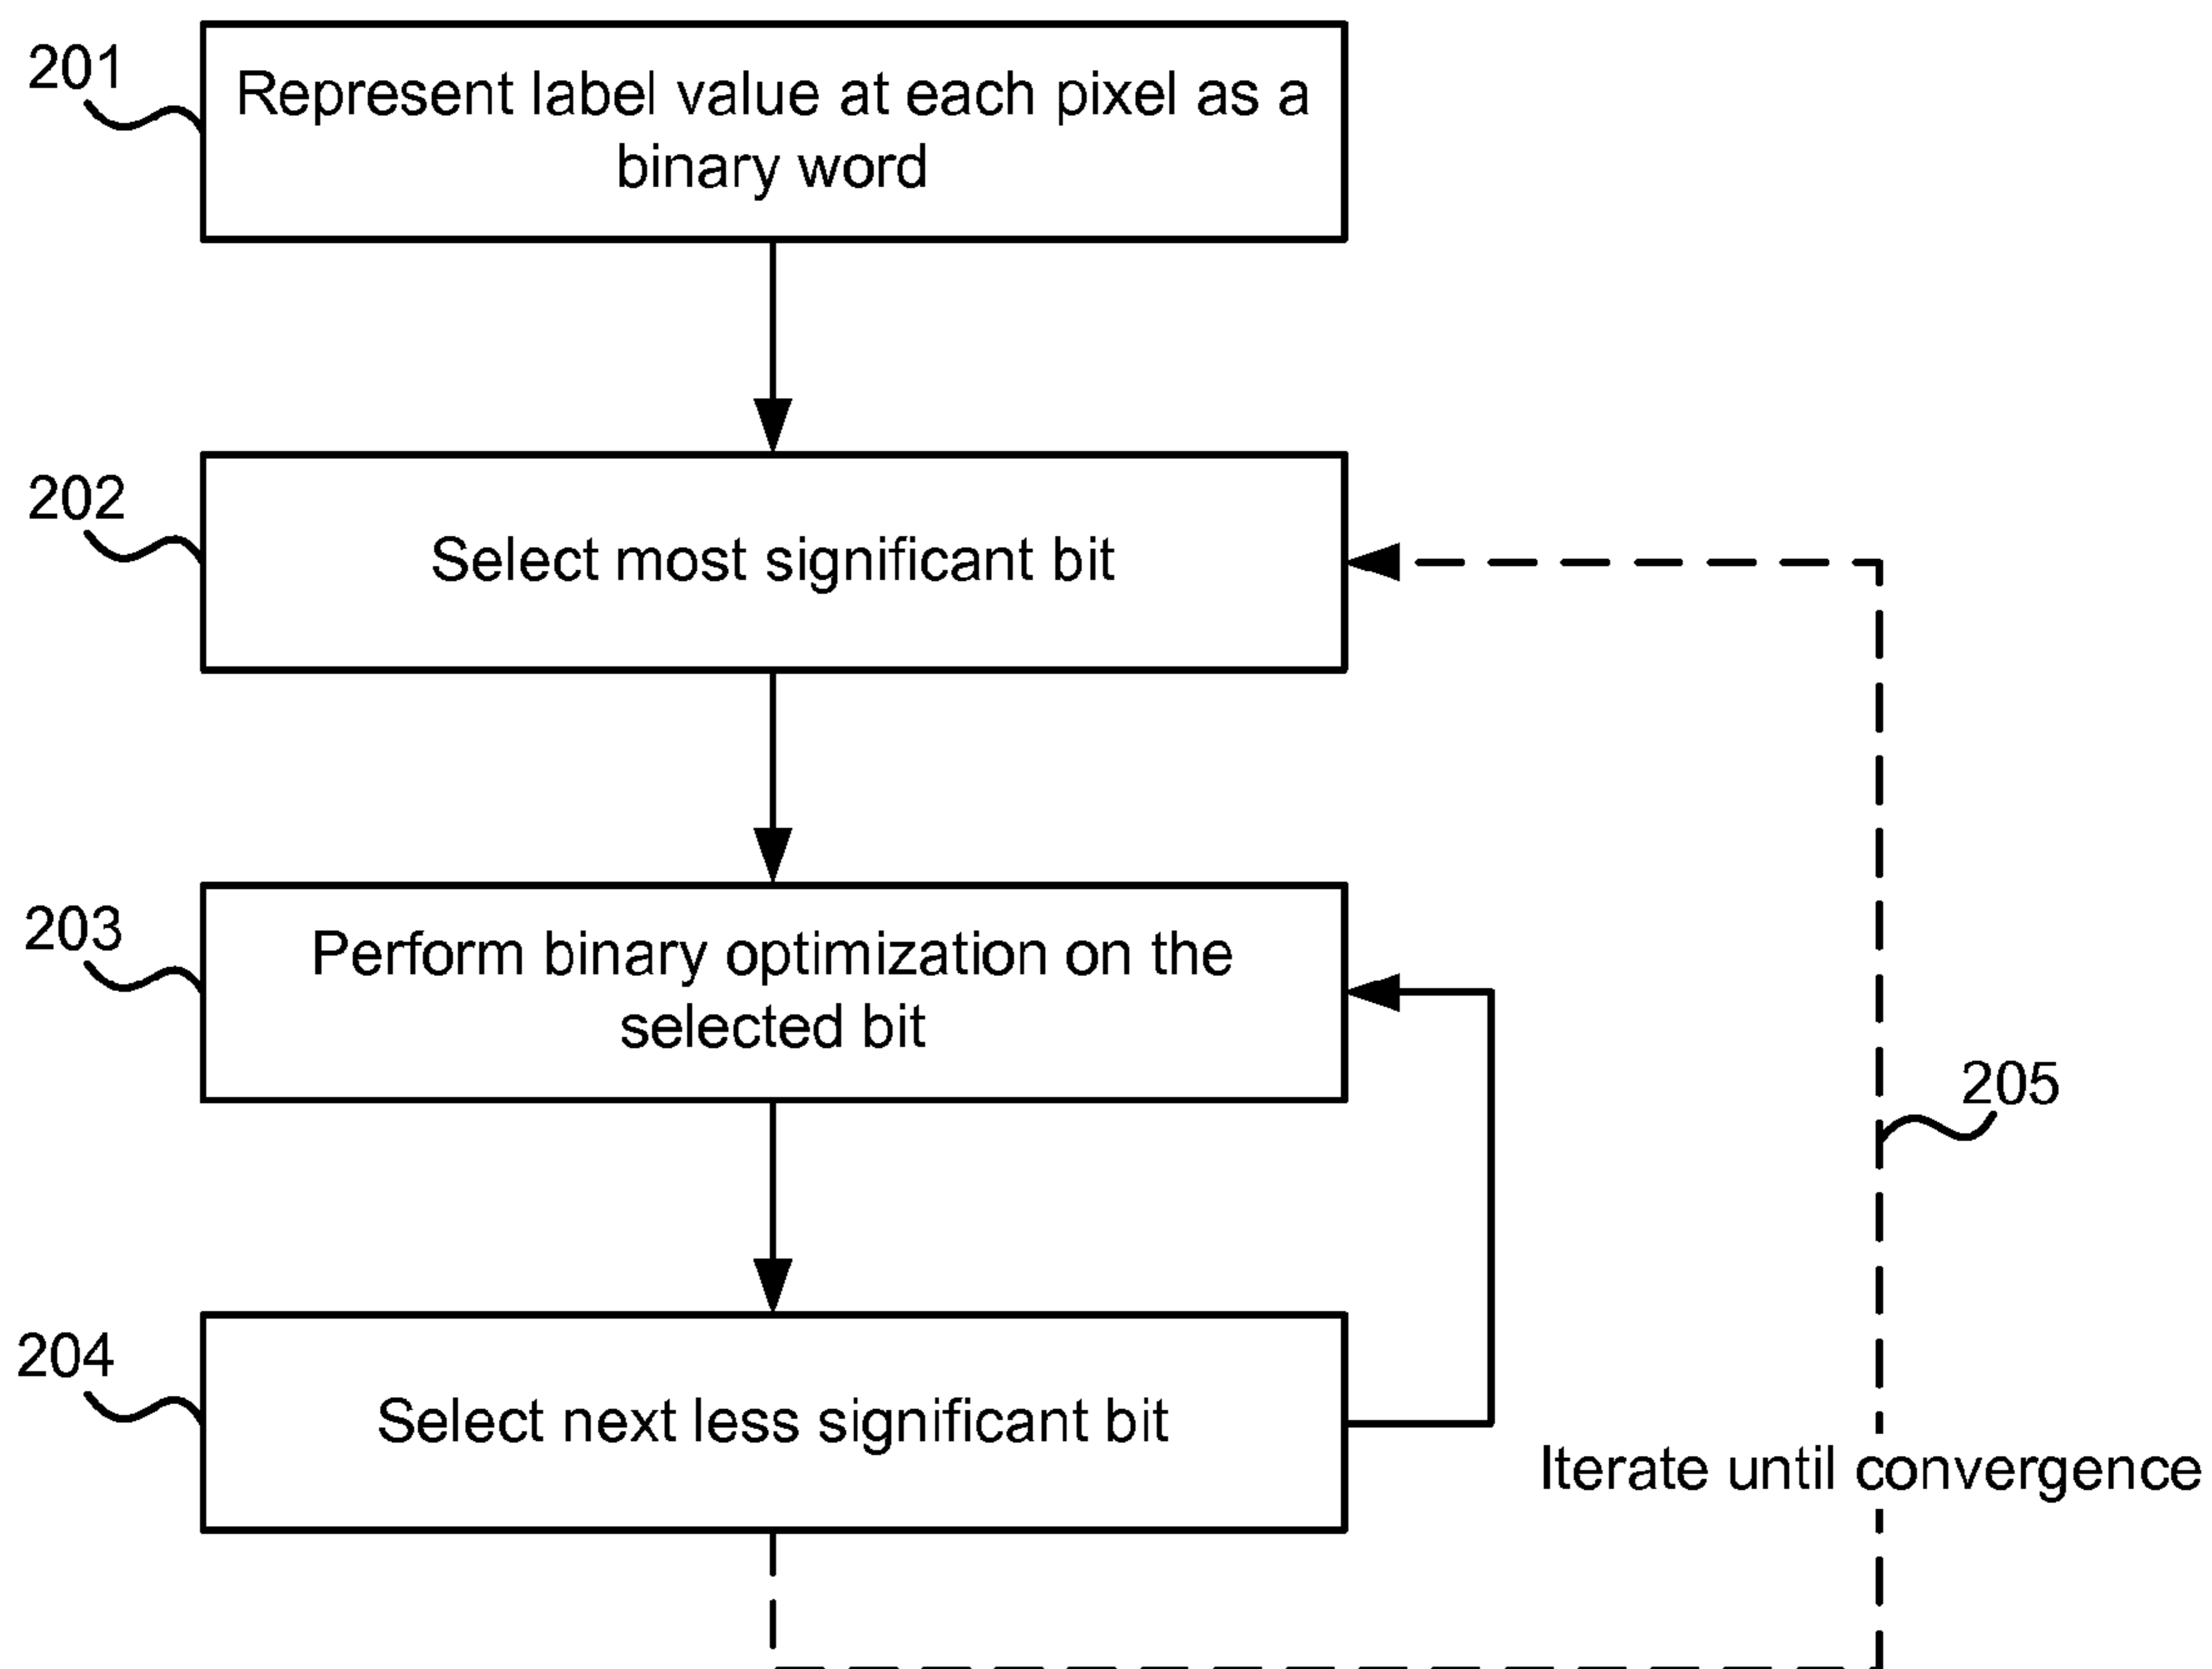 201
Represent label value at each pixel as a
binary word
202
Select most significant bit
203
Perform binary optimization on the
selected bit
205
204
Select next less significant bit
Iterate until convergence